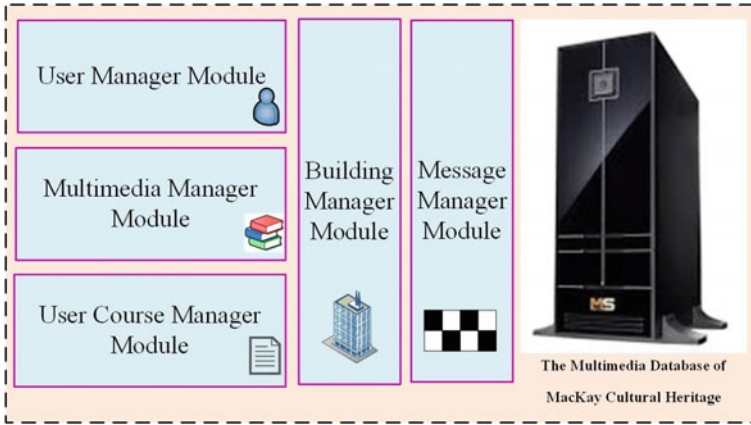 User Manager Module
Multimedia Manager
Module
User Course Manager
Module
Building
Manager
Module
Message
Manager
Module
MS
The Multimedia Database of
MacKay Cultural Heritage